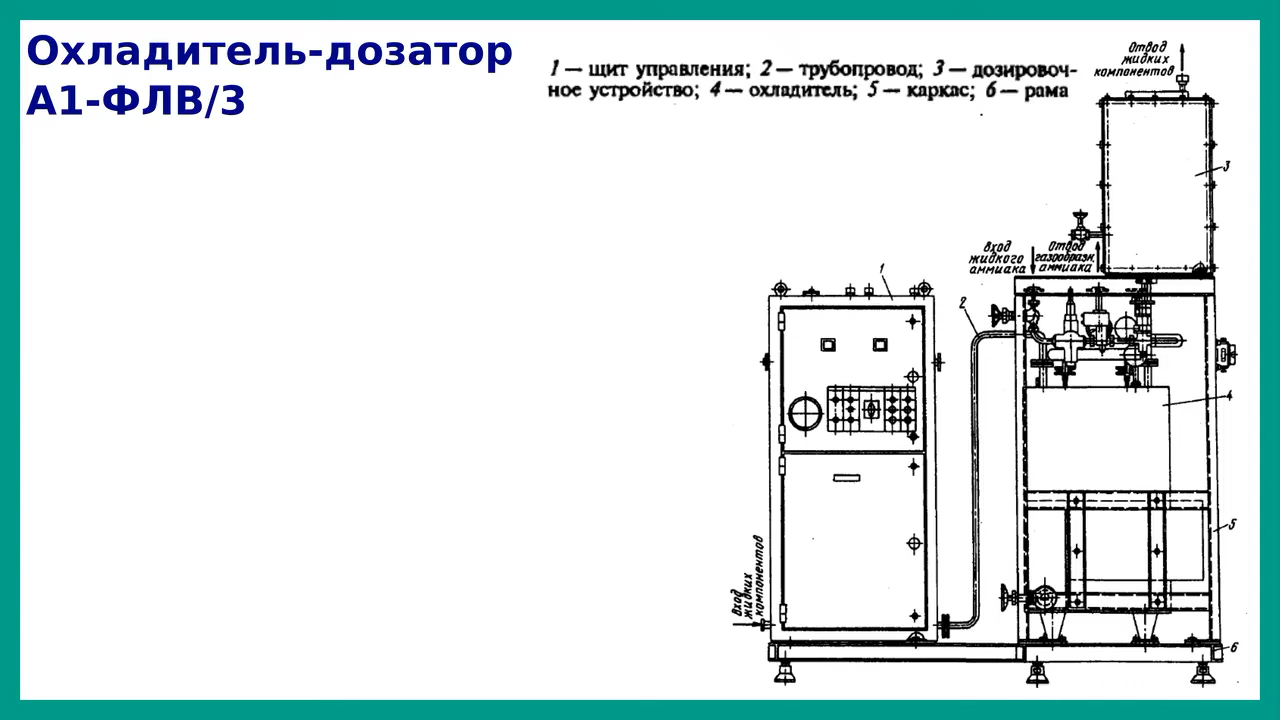 Охладитель-дозатор
А1-ФЛВ/3
1 — щит управления; 2 — трубопровод; 3 — дозировоч-
ное устройство; 4 — охладитель; 5 — каркас; 6 — рама
Отвод
жидких
компонентов
3
Вход
жидкого
аммиака
Отвод
газообразн.
аммиака
1
2
4
5
Вход
жидких
компонентов
6